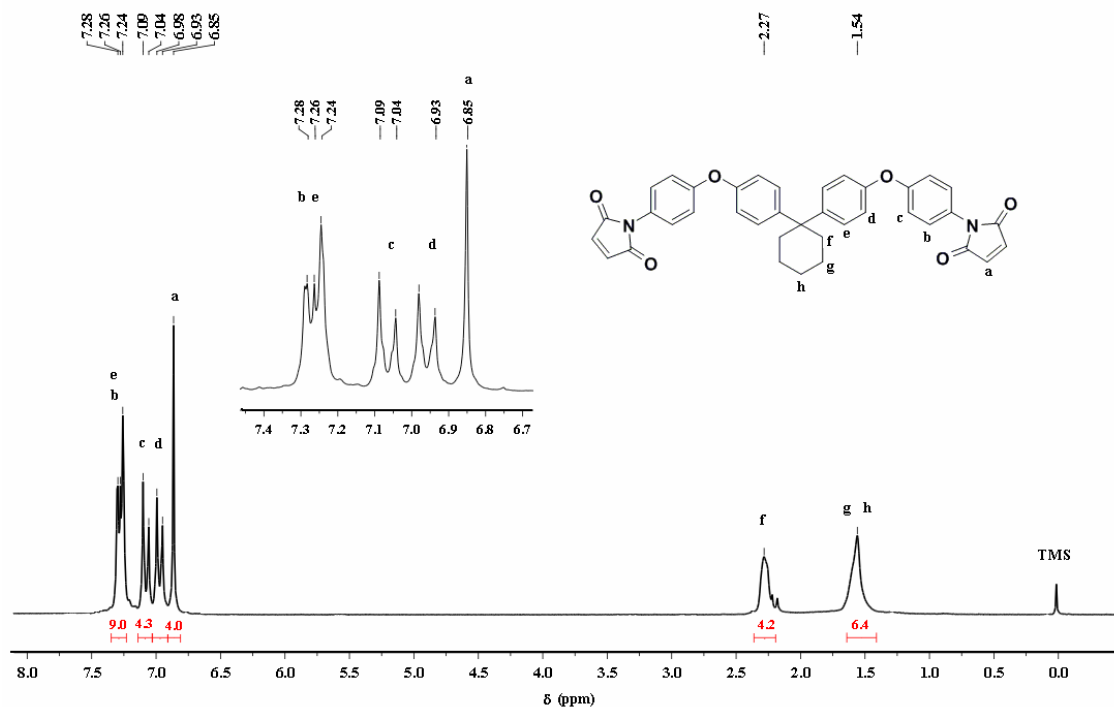 7.28
7.26
7.24
7.09
7.04
6.98
6.93
6.85
2.27
1.54
7.28
7.26
7.24
7.09
7.04
6.93
6.85
a
b e
c
d
7.4 7.3 7.2 7.1 7.0 6.9 6.8 6.7
O O
O N O
O N O
f e d c b a
g
h
a
e
b
c d
f
g h
TMS
9.0 4.3 4.0 4.2 6.4
8.0 7.5 7.0 6.5 6.0 5.5 5.0 4.5 4.0 3.5 3.0 2.5 2.0 1.5 1.0 0.5 0.0
δ (ppm)